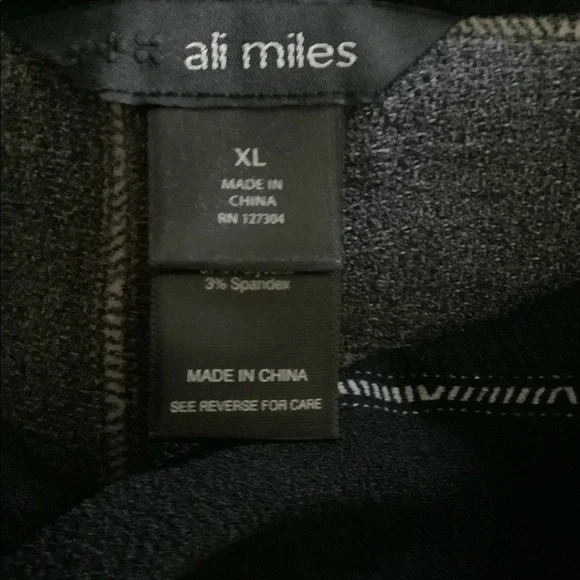 ali miles
XL
MADE IN
CHINA
RN 127304
3% Spandex
MADE IN CHINA
SEE REVERSE FOR CARE